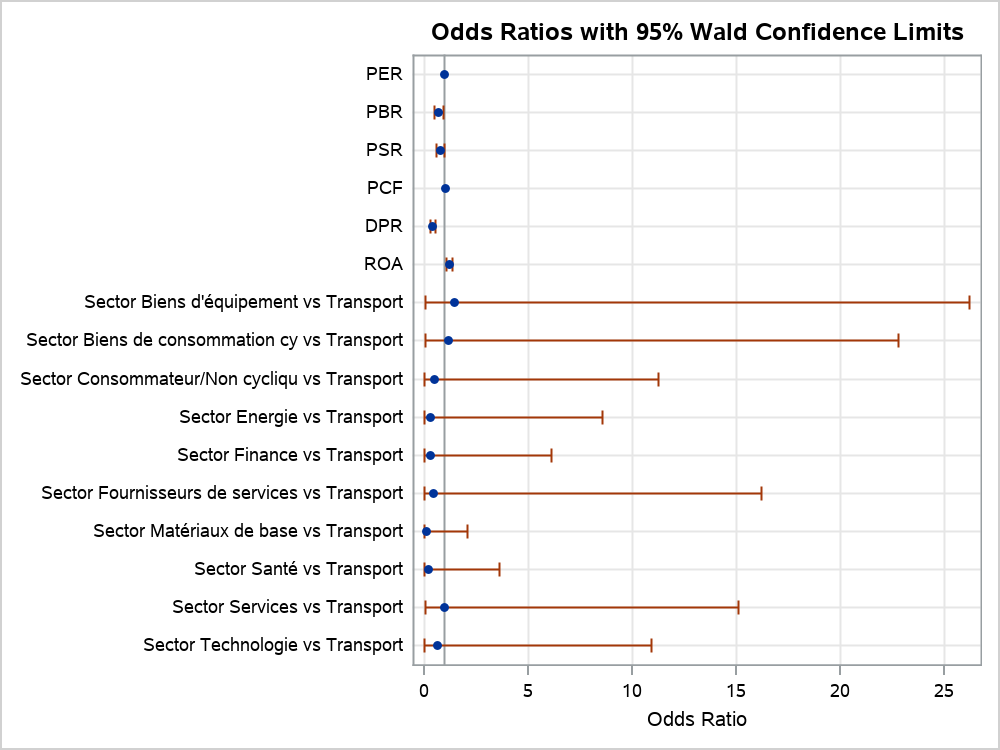 Odds Ratios with 95% Wald Confidence Limits
PER
PBR
PSR
PCF
DPR
ROA
Sector Biens d'équipement vs Transport
Sector Biens de consommation cy vs Transport
Sector Consommateur/Non cycliqu vs Transport
Sector Energie vs Transport
Sector Finance vs Transport
Sector Fournisseurs de services vs Transport
Sector Matériaux de base vs Transport
Sector Santé vs Transport
Sector Services vs Transport
Sector Technologie vs Transport
0 5 10 15 20 25
Odds Ratio